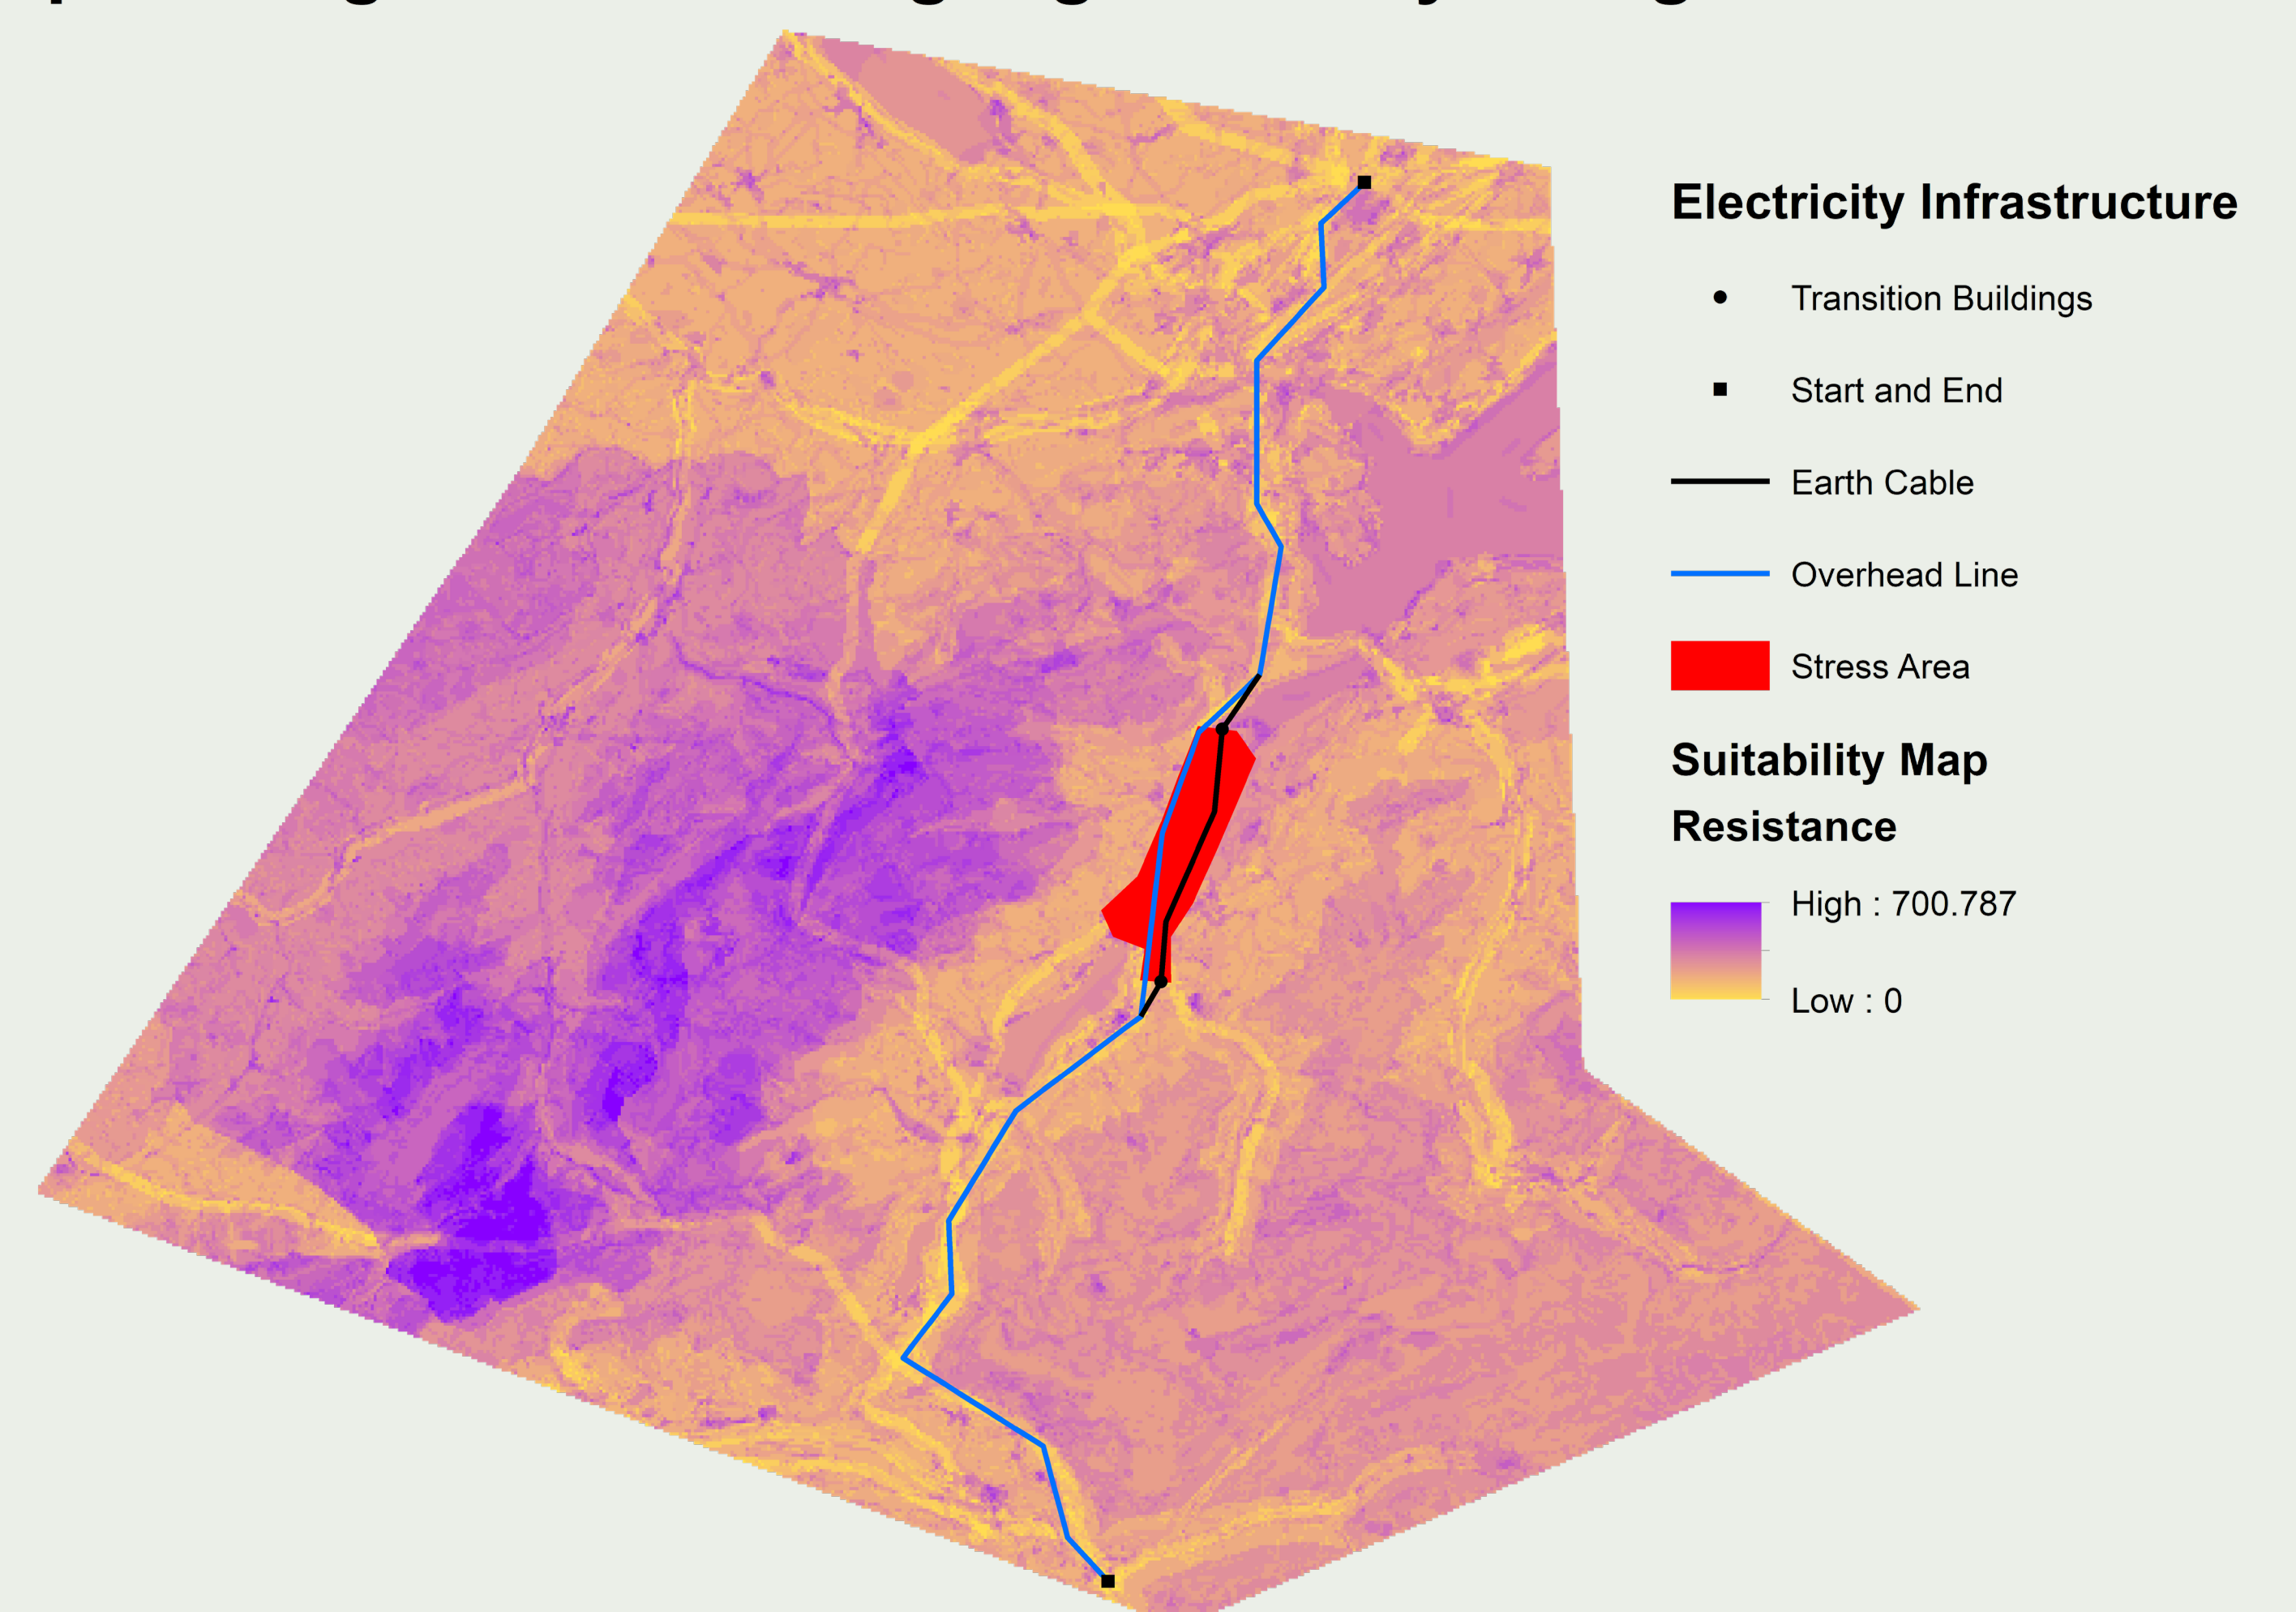 Electricity Infrastructure
Transition Buildings
Start and End
Earth Cable
Overhead Line
Stress Area
Suitability Map
Resistance
High : 700.787
Low : 0